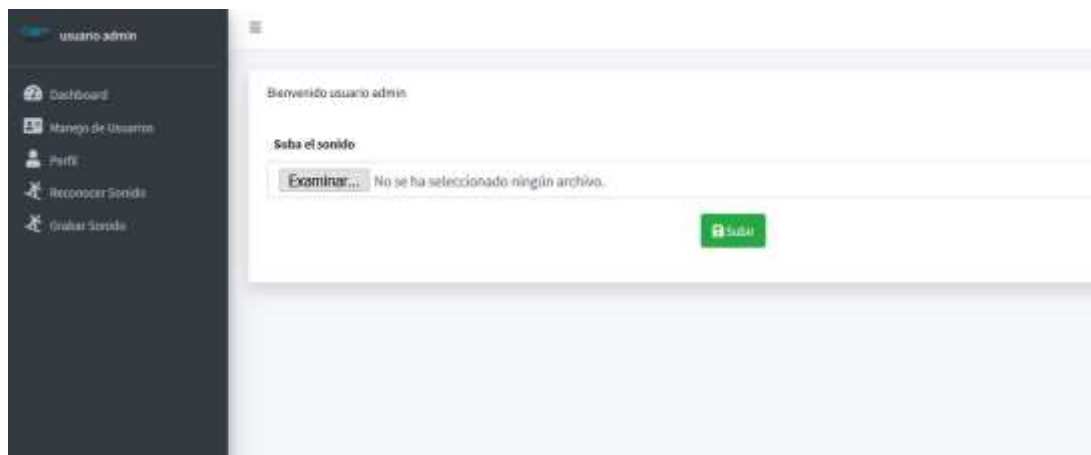 usuario admin
Dashboard
Manejo de Usuarios
Perfil
Reconocer Sonido
Grabar Sonido
Bienvenido usuario admin
Suba el sonido
Examinar... No se ha seleccionado ningún archivo.
Subir